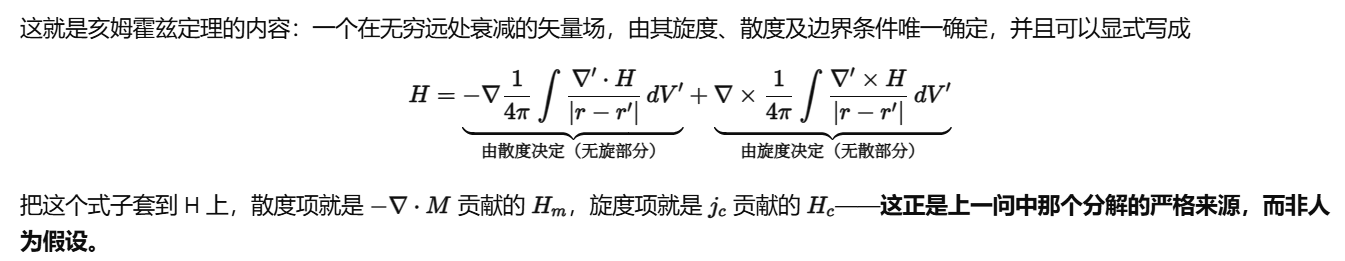 这就是亥姆霍兹定理的内容：一个在无穷远处衰减的矢量场，由其旋度、散度及边界条件唯一确定，并且可以显式写成
H = −∇ 1/4π ∫ ∇′ · H / |r − r′| dV′ + ∇ × 1/4π ∫ ∇′ × H / |r − r′| dV′
由散度决定（无旋部分） 由旋度决定（无散部分）
把这个式子套到 H 上，散度项就是 −∇ · M 贡献的 H_m，旋度项就是 j_c 贡献的 H_c——这正是上一问中那个分解的严格来源，而非人
为假设。